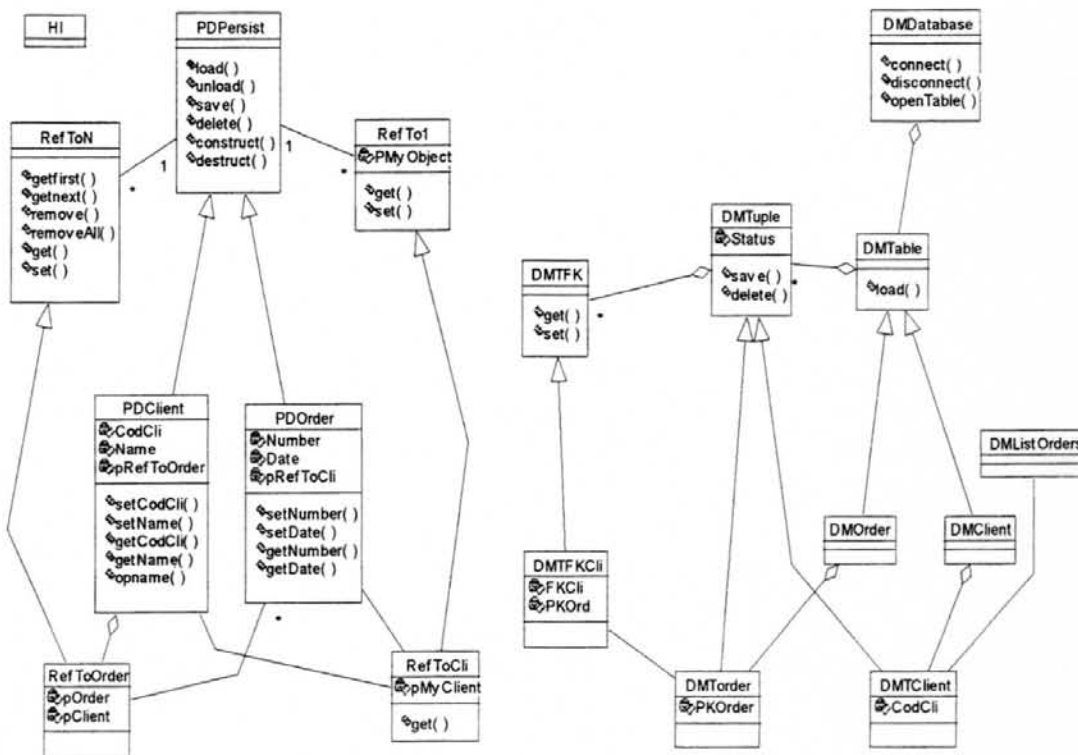 HI
PDPersist
load( )
unload( )
save( )
delete( )
construct( )
destruct( )
1
1
*
*
RefToN
getfirst( )
getnext( )
remove( )
removeAll( )
get( )
set( )
RefTo1
PMyObject
get( )
set( )
PDClient
CodCli
Name
pRefToOrder
setCodCli( )
setName( )
getCodCli( )
getName( )
opname( )
PDOrder
Number
Date
pRefToCli
setNumber( )
setDate( )
getNumber( )
getDate( )
*
RefToOrder
pOrder
pClient
RefToCli
pMyClient
get( )
DMDatabase
connect( )
disconnect( )
openTable( )
DMTuple
Status
save( )
delete( )
*
DMTable
load( )
DMTFK
get( )
set( )
*
DMListOrders
DMOrder
DMClient
DMTFKCli
FKCli
PKOrd
DMTorder
PKOrder
DMTClient
CodCli